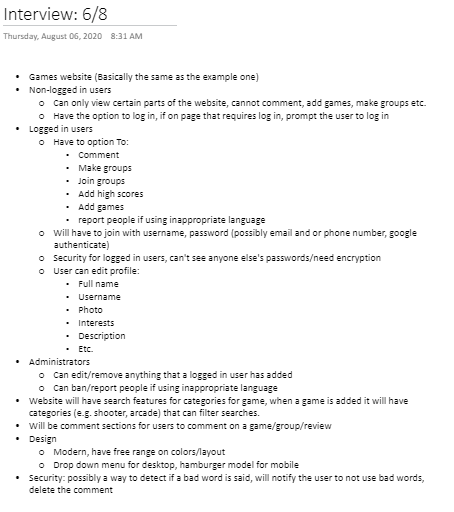 Interview: 6/8
Thursday, August 06, 2020 8:31 AM
• Games website (Basically the same as the example one)
• Non-logged in users
o Can only view certain parts of the website, cannot comment, add games, make groups etc.
o Have the option to log in, if on page that requires log in, prompt the user to log in
• Logged in users
o Have to option To:
▪ Comment
▪ Make groups
▪ Join groups
▪ Add high scores
▪ Add games
▪ report people if using inappropriate language
o Will have to join with username, password (possibly email and or phone number, google
authenticate)
o Security for logged in users, can't see anyone else's passwords/need encryption
o User can edit profile:
▪ Full name
▪ Username
▪ Photo
▪ Interests
▪ Description
▪ Etc.
• Administrators
o Can edit/remove anything that a logged in user has added
o Can ban/report people if using inappropriate language
• Website will have search features for categories for game, when a game is added it will have
categories (e.g. shooter, arcade) that can filter searches.
• Will be comment sections for users to comment on a game/group/review
• Design
o Modern, have free range on colors/layout
o Drop down menu for desktop, hamburger model for mobile
• Security: possibly a way to detect if a bad word is said, will notify the user to not use bad words,
delete the comment